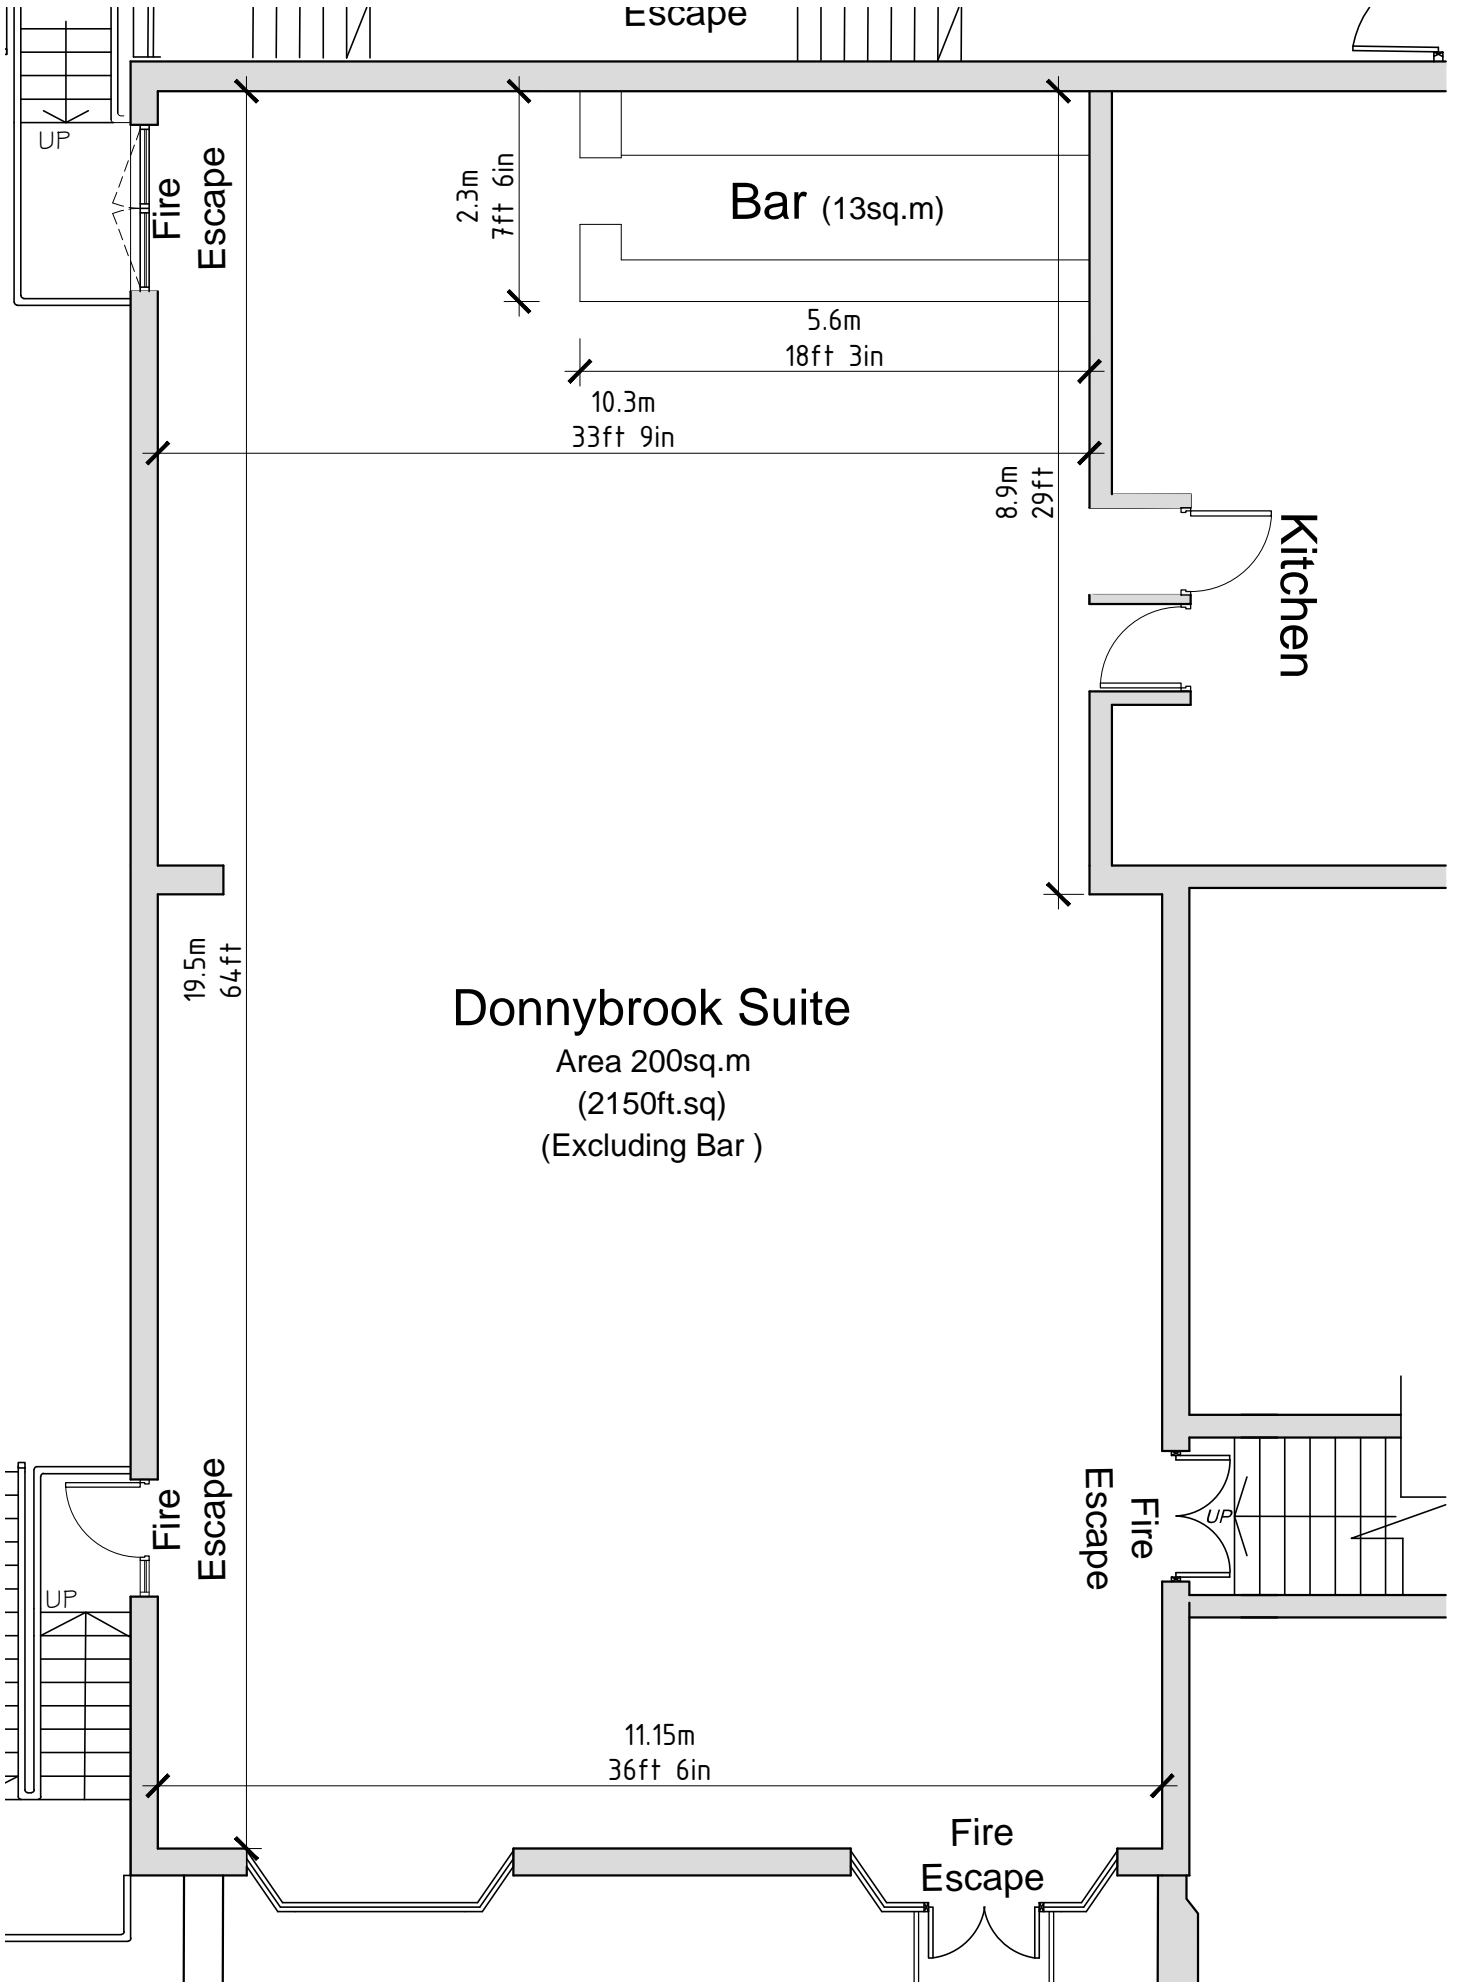 Escape
UP
Fire
Escape
2.3m
7ft 6in
Bar (13sq.m)
5.6m
18ft 3in
10.3m
33ft 9in
8.9m
29ft
Kitchen
19.5m
64ft
Donnybrook Suite
Area 200sq.m
(2150ft.sq)
(Excluding Bar )
Fire
Escape
UP
Fire
Escape
UP
11.15m
36ft 6in
Fire
Escape